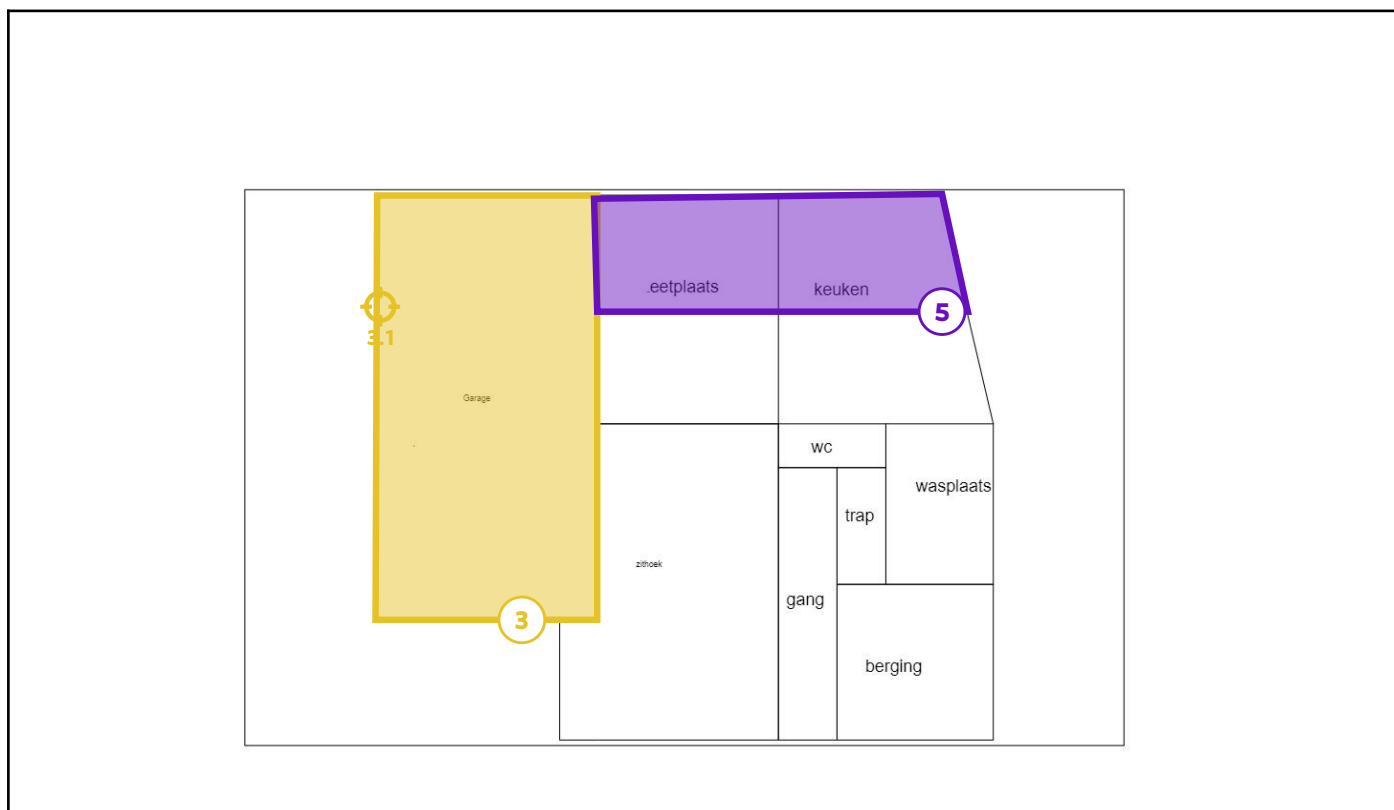 .eetplaats
keuken
5
3.1
Garage
wc
wasplaats
trap
zithoek
gang
3
berging